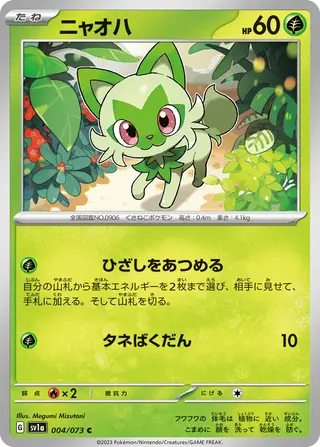 たね
ニャオハ
HP60
全国図鑑NO.0906 くさねこポケモン 高さ:0.4m 重さ:4.1kg
ひざしをあつめる
自分の山札から基本エネルギーを2枚まで選び、相手に見せて、
手札に加える。そして山札を切る。
タネばくだん 10
弱点 ×2 抵抗力 にげる
Illus. Megumi Mizutani
G sv1a 004/073 C
フワフワの 体毛は 植物に 近い 成分。
こまめに 顔を 洗って 乾燥を 防ぐ。
©2023 Pokémon/Nintendo/Creatures/GAME FREAK.